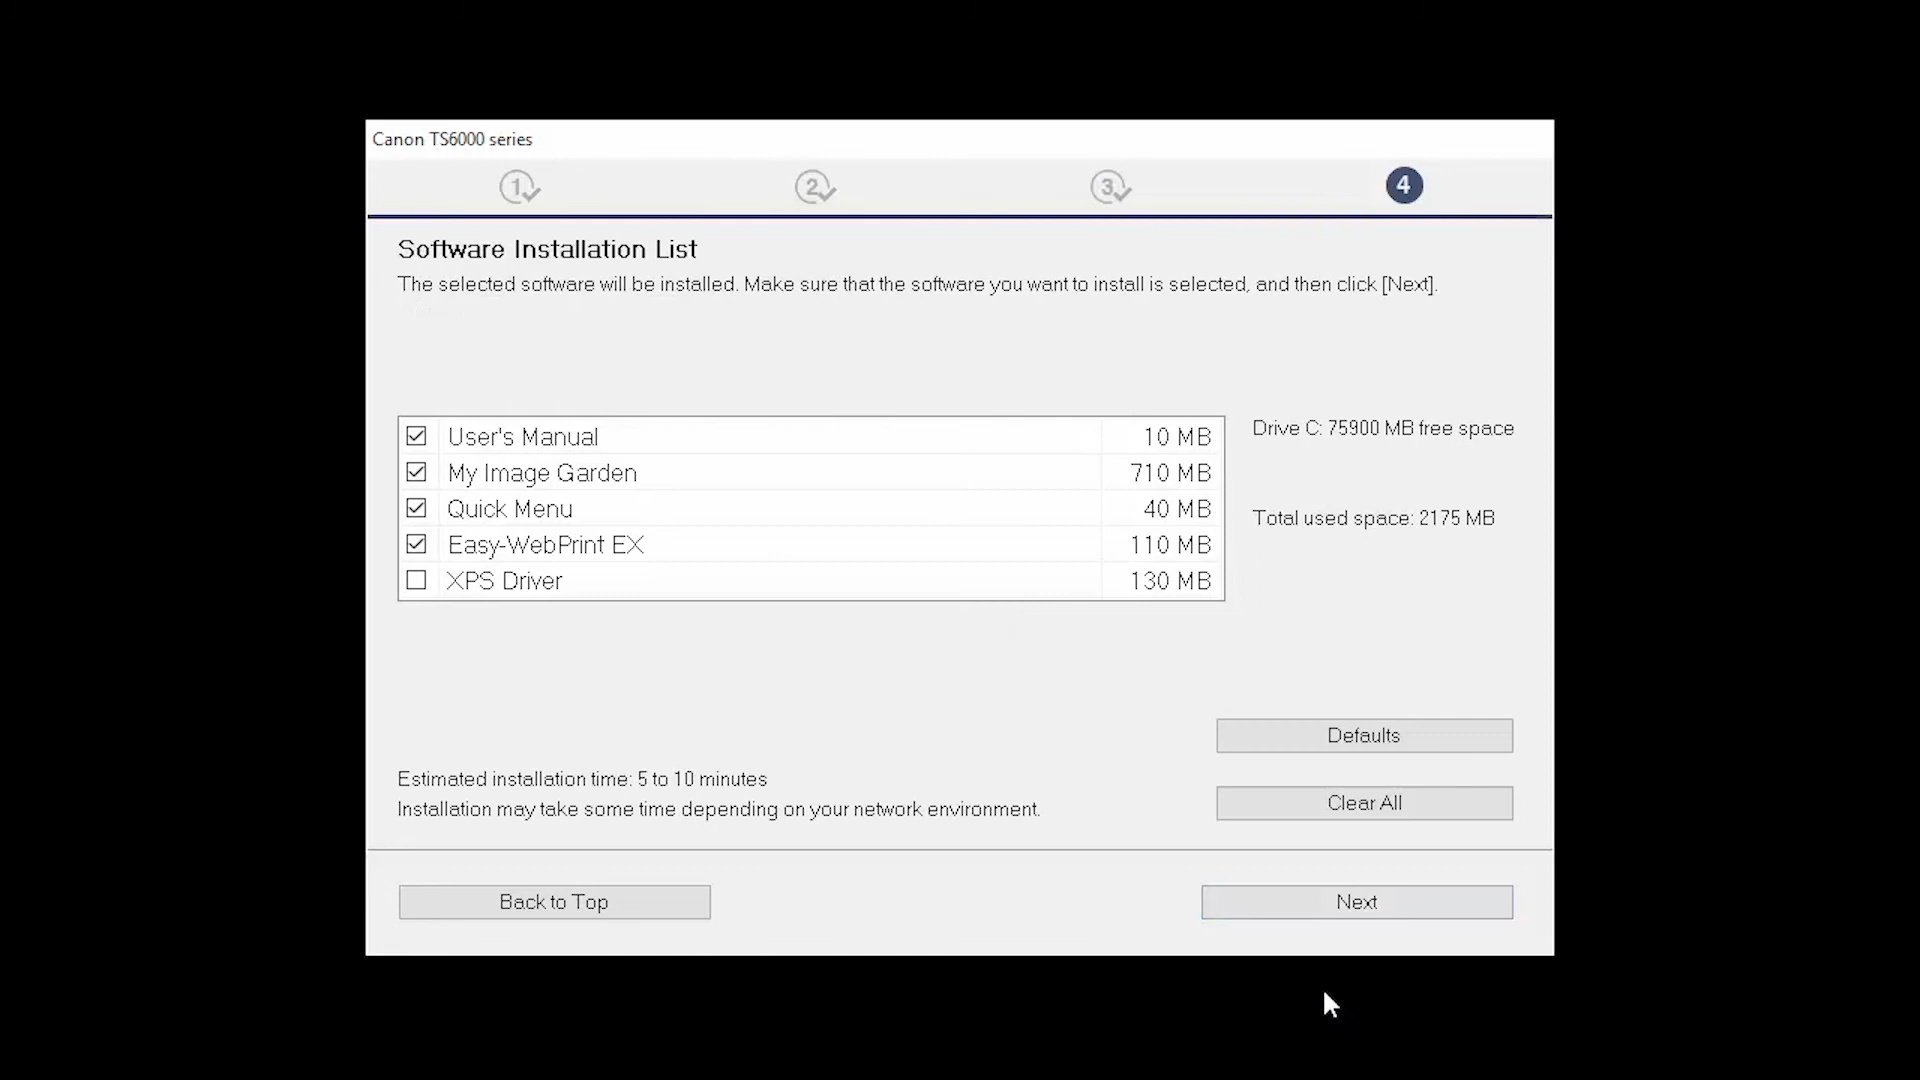 Canon TS6000 series
1 2 3 4
Software Installation List
The selected software will be installed. Make sure that the software you want to install is selected, and then click [Next].
User's Manual 10 MB
My Image Garden 710 MB
Quick Menu 40 MB
Easy-WebPrint EX 110 MB
XPS Driver 130 MB
Drive C: 75900 MB free space
Total used space: 2175 MB
Defaults
Estimated installation time: 5 to 10 minutes
Clear All
Installation may take some time depending on your network environment.
Back to Top
Next